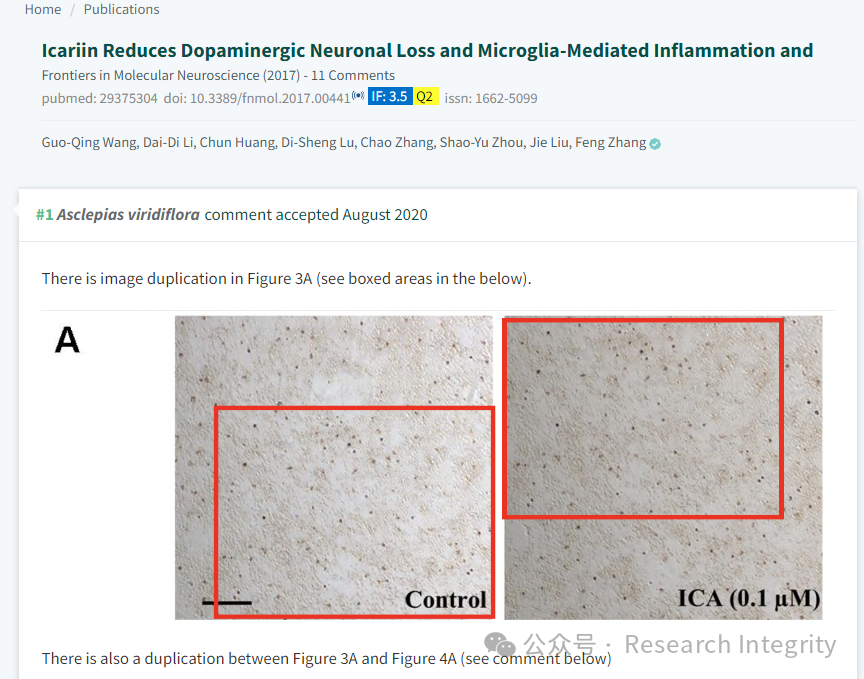 Home / Publications
Icariin Reduces Dopaminergic Neuronal Loss and Microglia-Mediated Inflammation and
Frontiers in Molecular Neuroscience (2017) - 11 Comments
pubmed: 29375304 doi: 10.3389/fnmol.2017.00441 IF: 3.5 Q2 issn: 1662-5099
Guo-Qing Wang, Dai-Di Li, Chun Huang, Di-Sheng Lu, Chao Zhang, Shao-Yu Zhou, Jie Liu, Feng Zhang
#1 Asclepias viridiflora comment accepted August 2020
There is image duplication in Figure 3A (see boxed areas in the below).
A
Control
ICA (0.1 μM)
公众号 · Research Integrity
There is also a duplication between Figure 3A and Figure 4A (see comment below)